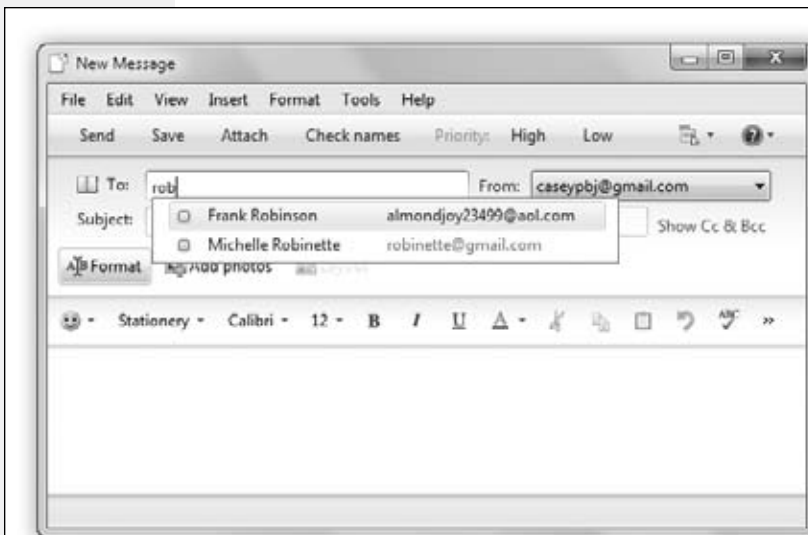 New Message
File Edit View Insert Format Tools Help
Send Save Attach Check names Priority: High Low
To: rob From: caseypbj@gmail.com
Subject: Show Cc & Bcc
Frank Robinson almondjoy23499@aol.com
Michelle Robinette robinette@gmail.com
Format Add photos
Stationery Calibri 12 B I U A ABC »